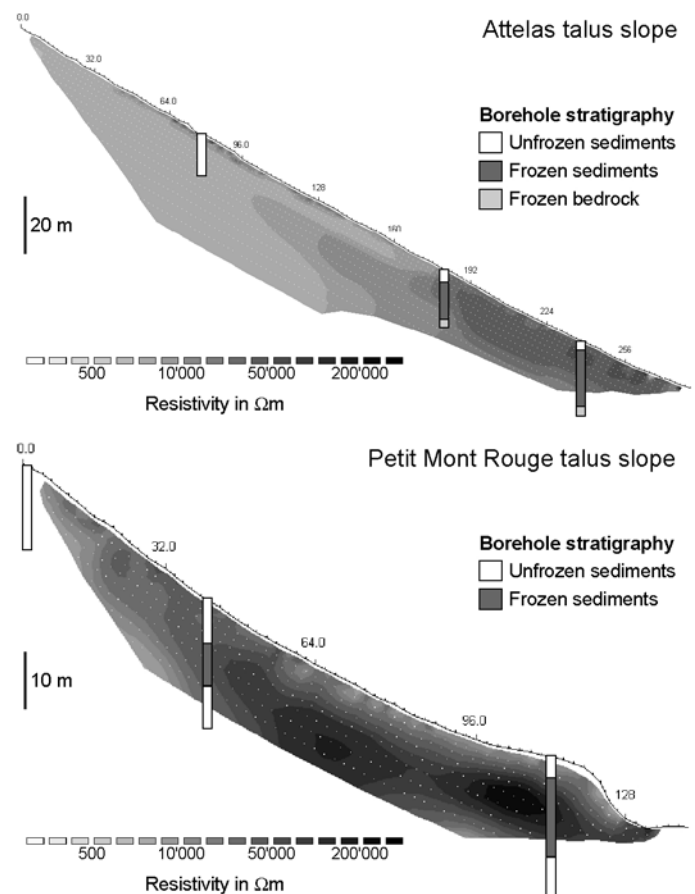 Attelas talus slope
0.0
32.0
64.0
96.0
128
160
192
224
256
Borehole stratigraphy
Unfrozen sediments
Frozen sediments
Frozen bedrock
20 m
500 10'000 50'000 200'000
Resistivity in Ωm
Petit Mont Rouge talus slope
0.0
32.0
64.0
96.0
128
Borehole stratigraphy
Unfrozen sediments
Frozen sediments
10 m
500 10'000 50'000 200'000
Resistivity in Ωm